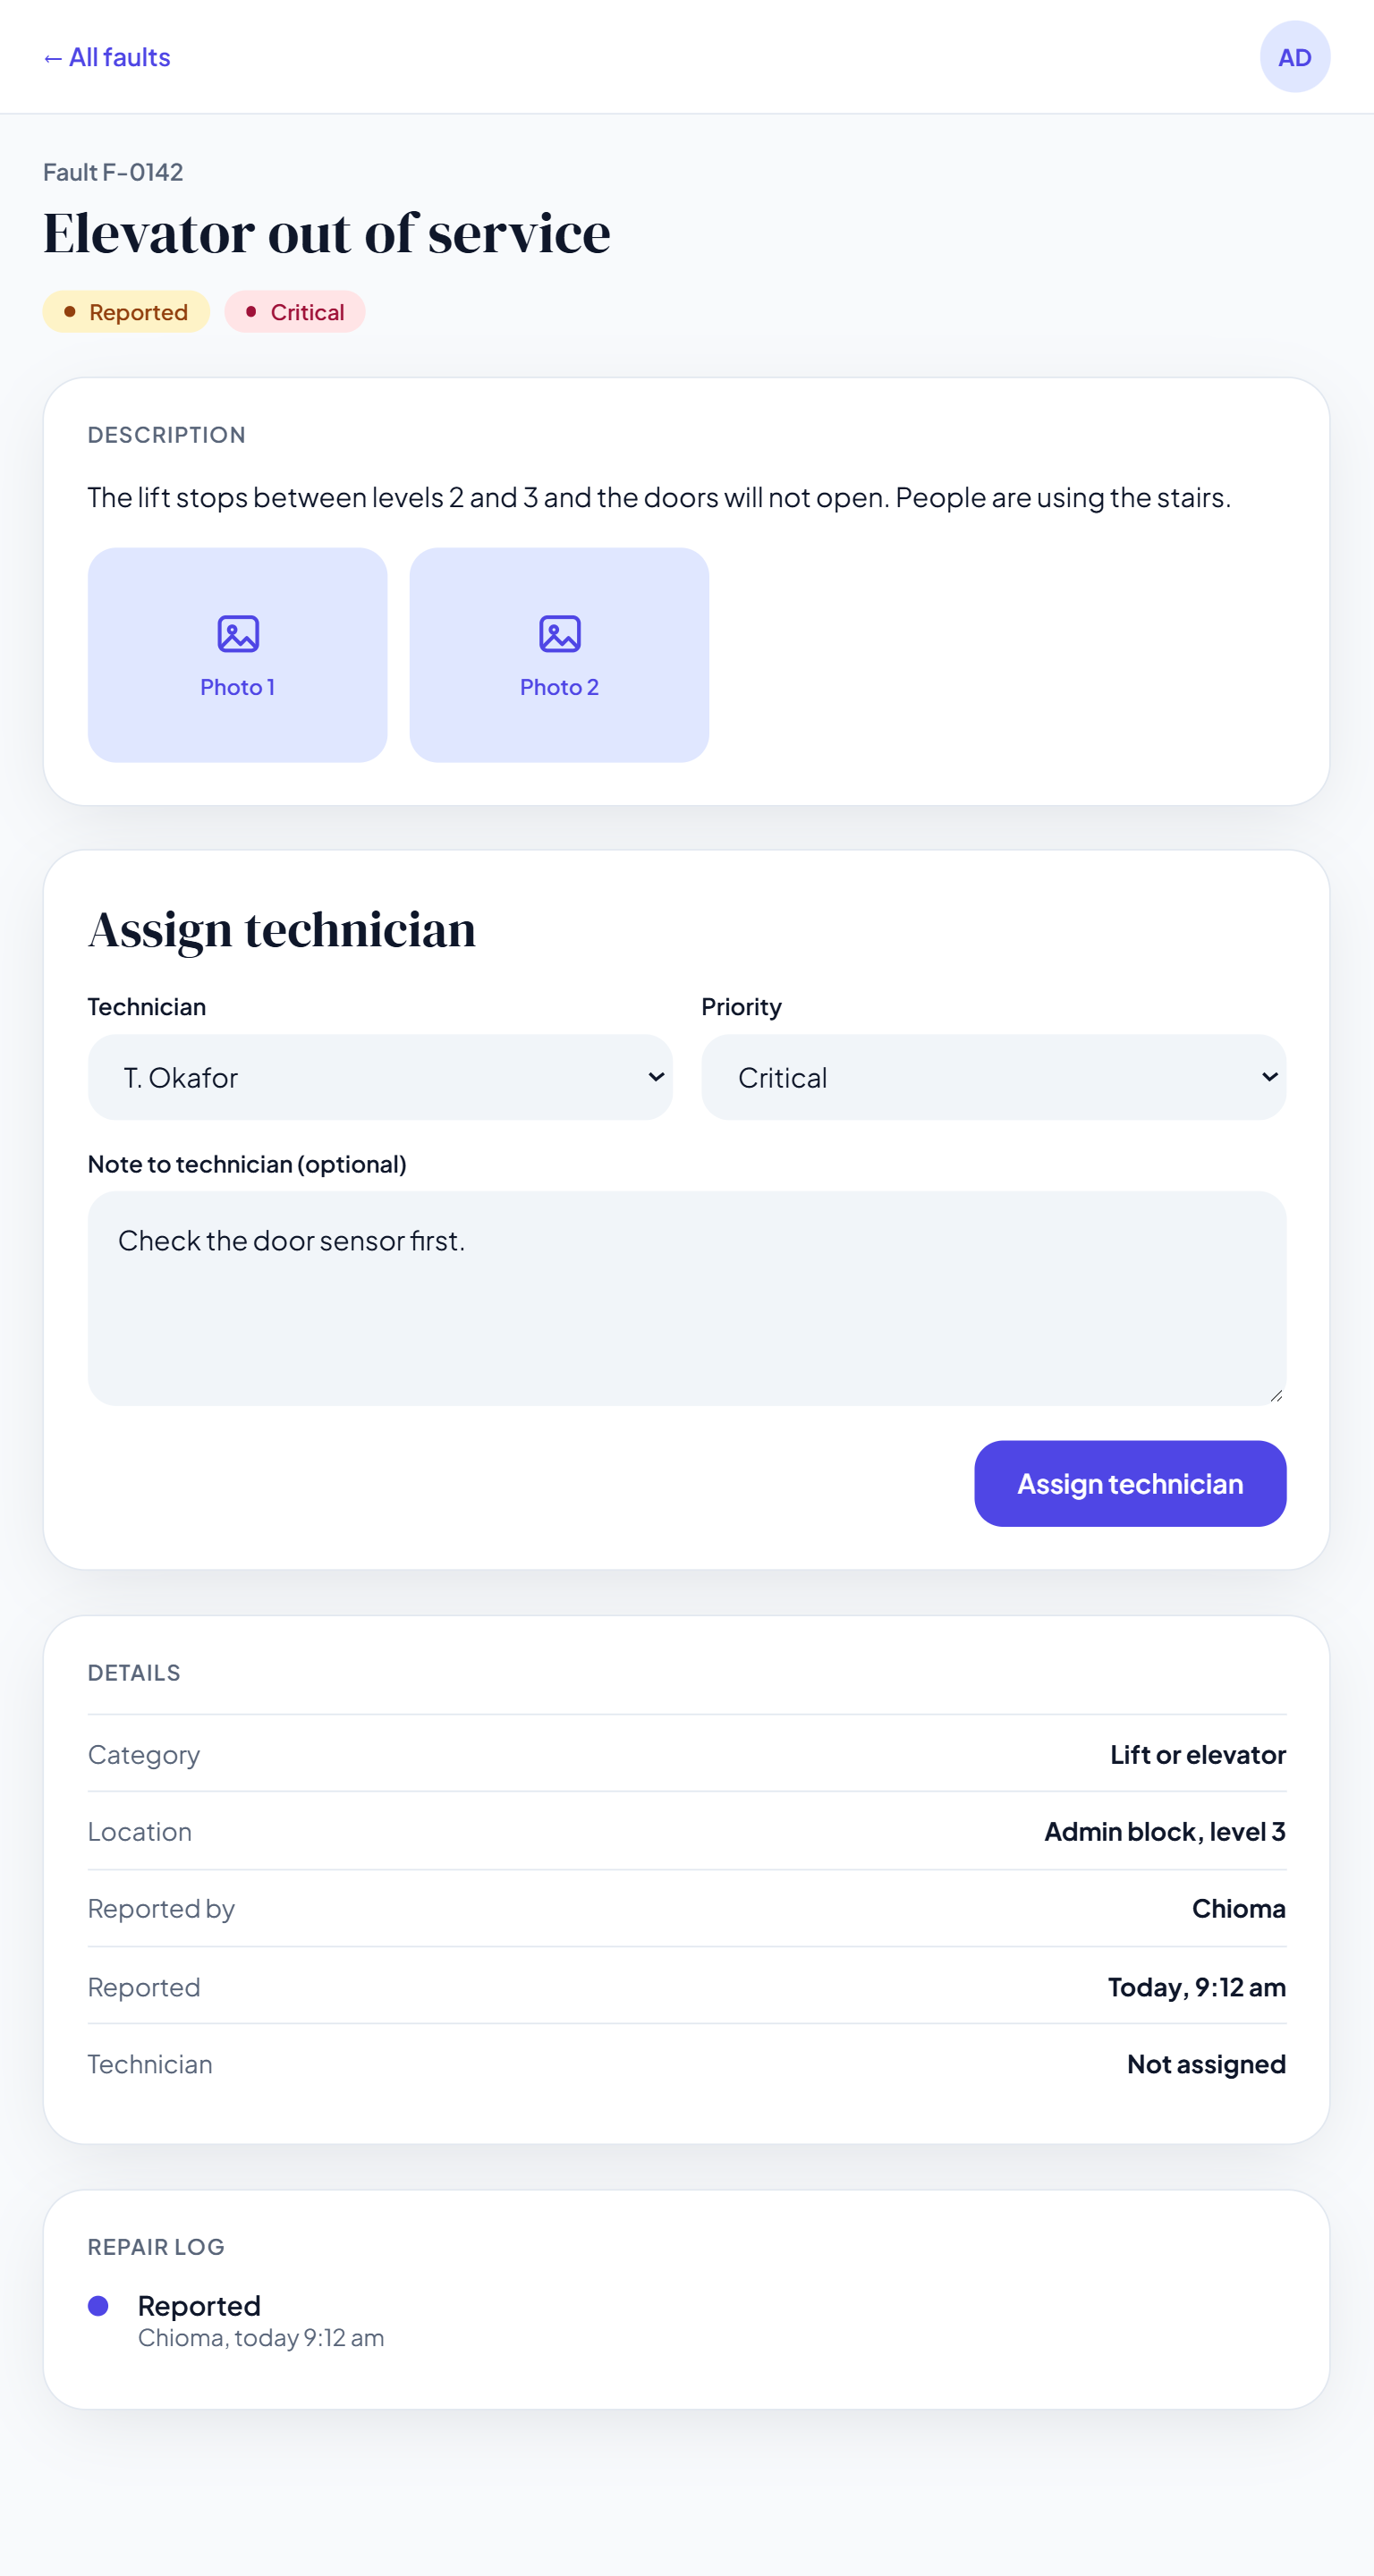 ← All faults
AD
Fault F-0142
Elevator out of service
Reported
Critical
DESCRIPTION
The lift stops between levels 2 and 3 and the doors will not open. People are using the stairs.
Photo 1
Photo 2
Assign technician
Technician
Priority
T. Okafor
Critical
Note to technician (optional)
Check the door sensor first.
Assign technician
DETAILS
Category
Lift or elevator
Location
Admin block, level 3
Reported by
Chioma
Reported
Today, 9:12 am
Technician
Not assigned
REPAIR LOG
Reported
Chioma, today 9:12 am